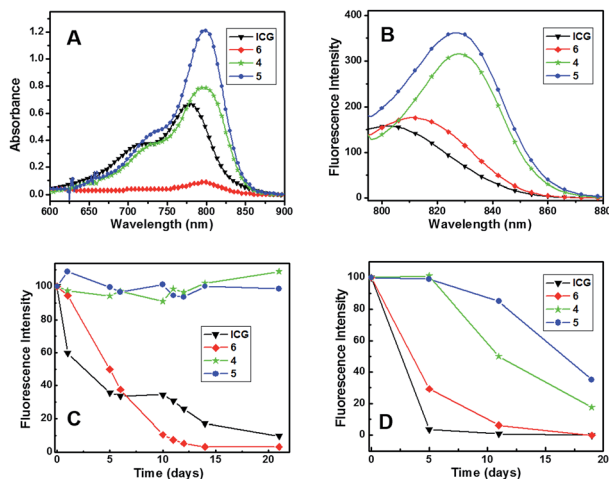 A
ICG
6
4
5
Absorbance
1.2
1.0
0.8
0.6
0.4
0.2
0.0
600 650 700 750 800 850 900
Wavelength (nm)
B
ICG
6
4
5
Fluorescence Intensity
400
300
200
100
0
800 820 840 860 880
Wavelength (nm)
C
ICG
6
4
5
Fluorescence Intensity
100
80
60
40
20
0
0 5 10 15 20
Time (days)
D
ICG
6
4
5
Fluorescence Intensity
100
80
60
40
20
0
0 5 10 15 20
Time (days)